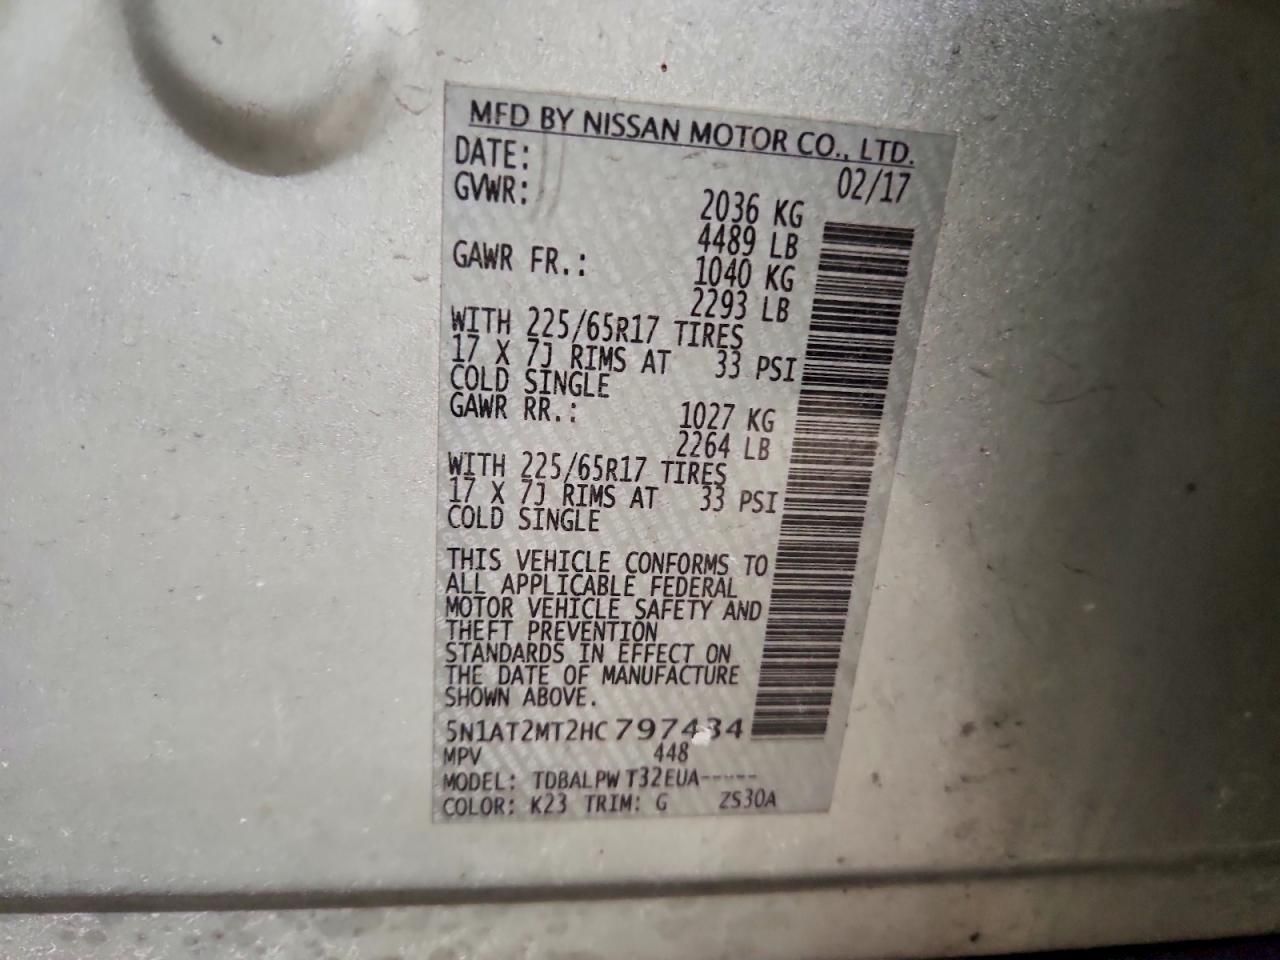 MFD BY NISSAN MOTOR CO., LTD.
DATE: 02/17
GVWR: 2036 KG
4489 LB
GAWR FR.: 1040 KG
2293 LB
WITH 225/65R17 TIRES
17 X 7J RIMS AT 33 PSI
COLD SINGLE
GAWR RR.: 1027 KG
2264 LB
WITH 225/65R17 TIRES
17 X 7J RIMS AT 33 PSI
COLD SINGLE
THIS VEHICLE CONFORMS TO
ALL APPLICABLE FEDERAL
MOTOR VEHICLE SAFETY AND
THEFT PREVENTION
STANDARDS IN EFFECT ON
THE DATE OF MANUFACTURE
SHOWN ABOVE.
5N1AT2MT2HC797434
MPV 448
MODEL: TDBALPW T32EUA-----
COLOR: K23 TRIM: G ZS30A